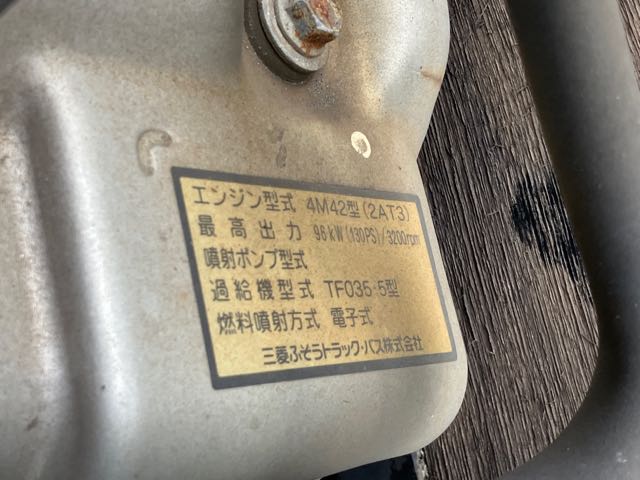 エンジン型式 4M42型(2AT3)
最高出力 96kW(130PS)/3200rpm
噴射ポンプ型式
過給機型式 TF035-5型
燃料噴射方式 電子式
三菱ふそうトラック・バス株式会社